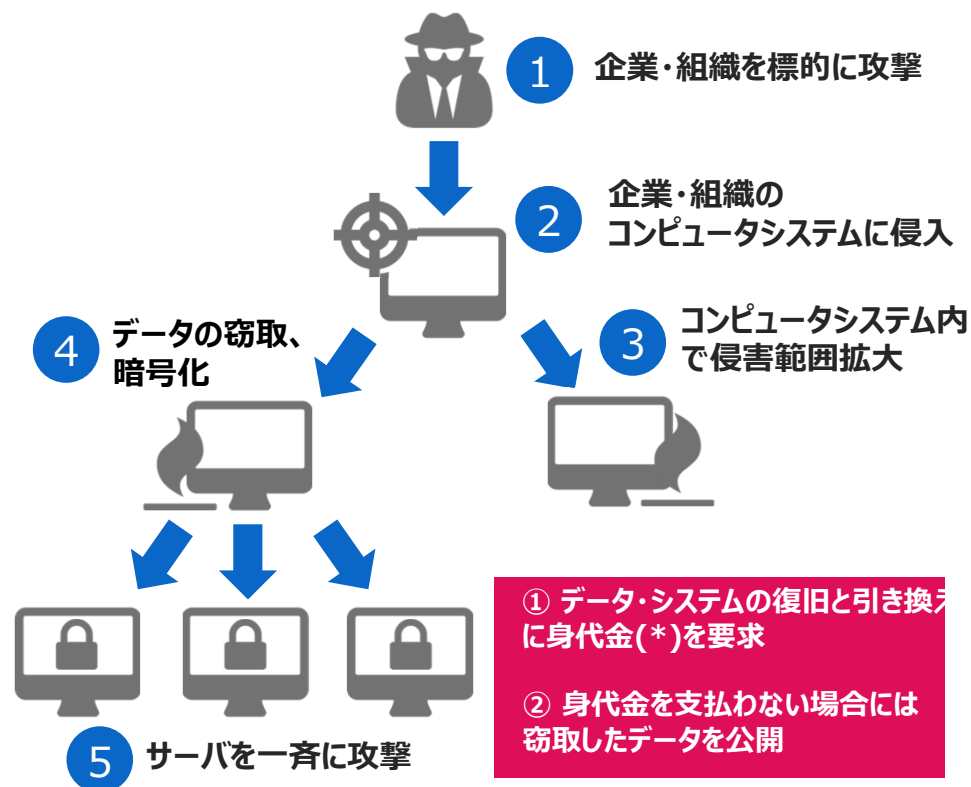 1
企業・組織を標的に攻撃
2
企業・組織の
コンピュータシステムに侵入
3
コンピュータシステム内
で侵害範囲拡大
4
データの窃取、
暗号化
① データ・システムの復旧と引き換え
に身代金(*)を要求
② 身代金を支払わない場合には
窃取したデータを公開
5
サーバを一斉に攻撃